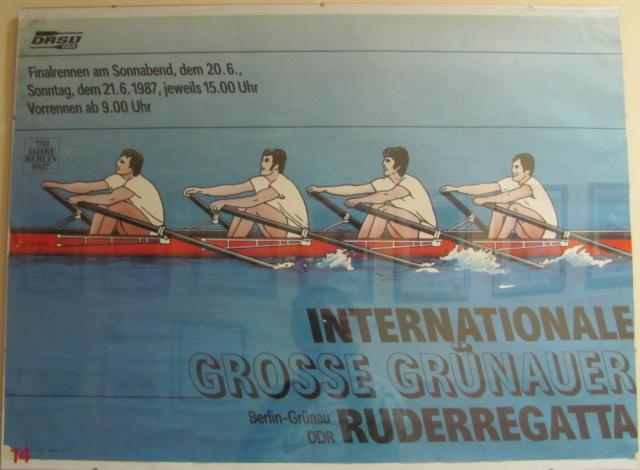 DRSD
Finalrennen am Sonnabend, dem 20.6.,
Sonntag, dem 21.6.1987, jeweils 15.00 Uhr
Vorrennen ab 9.00 Uhr
750
JAHRE
BERLIN
1987
INTERNATIONALE
GROSSE GRÜNAUER
Berlin-Grünau
DDR
RUDERREGATTA
14